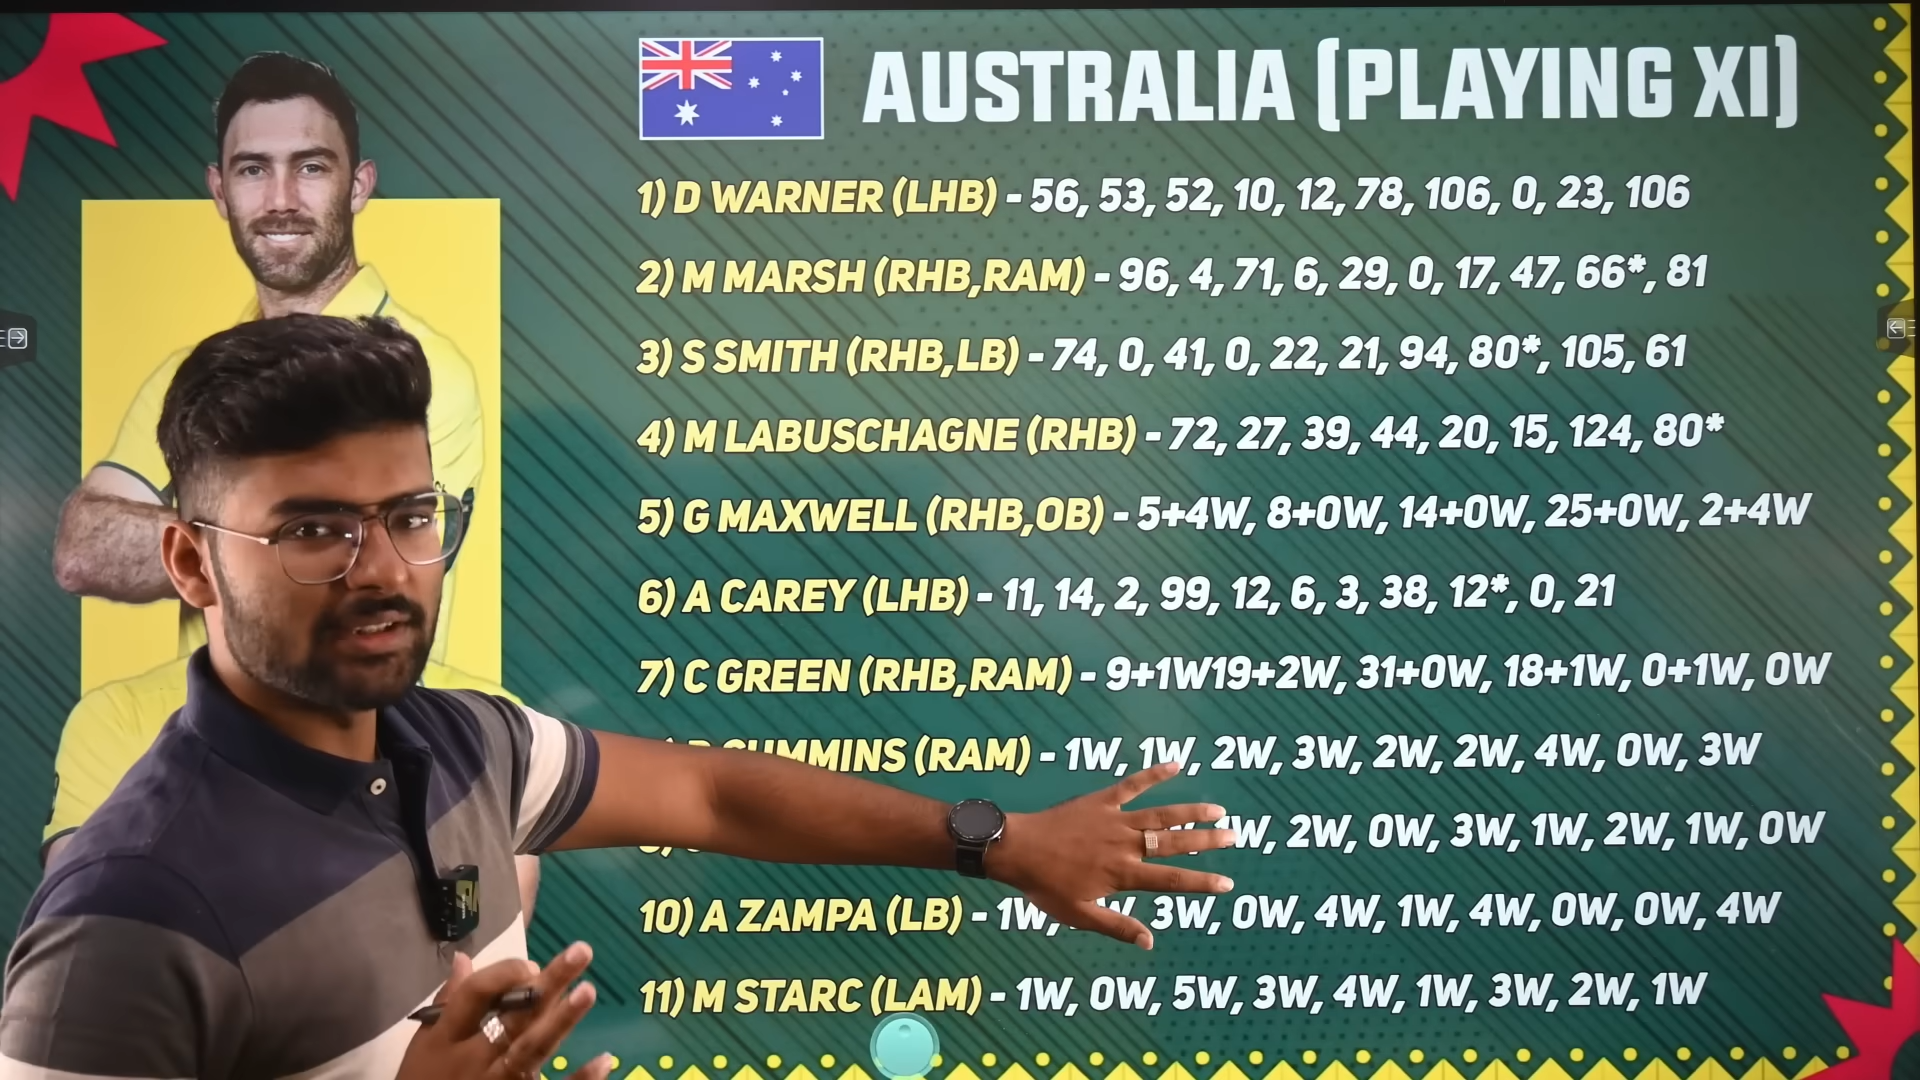 AUSTRALIA (PLAYING XI)
1) D WARNER (LHB) - 56, 53, 52, 10, 12, 78, 106, 0, 23, 106
2) M MARSH (RHB,RAM) - 96, 4, 71, 6, 29, 0, 17, 47, 66*, 81
3) S SMITH (RHB,LB) - 74, 0, 41, 0, 22, 21, 94, 80*, 105, 61
4) M LABUSCHAGNE (RHB) - 72, 27, 39, 44, 20, 15, 124, 80*
5) G MAXWELL (RHB,OB) - 5+4W, 8+0W, 14+0W, 25+0W, 2+4W
6) A CAREY (LHB) - 11, 14, 2, 99, 12, 6, 3, 38, 12*, 0, 21
7) C GREEN (RHB,RAM) - 9+1W19+2W, 31+0W, 18+1W, 0+1W, 0W
CUMMINS (RAM) - 1W, 1W, 2W, 3W, 2W, 2W, 4W, 0W, 3W
1W, 2W, 0W, 3W, 1W, 2W, 1W, 0W
10) A ZAMPA (LB) - 1W, 3W, 0W, 4W, 1W, 4W, 0W, 0W, 4W
11) M STARC (LAM) - 1W, 0W, 5W, 3W, 4W, 1W, 3W, 2W, 1W